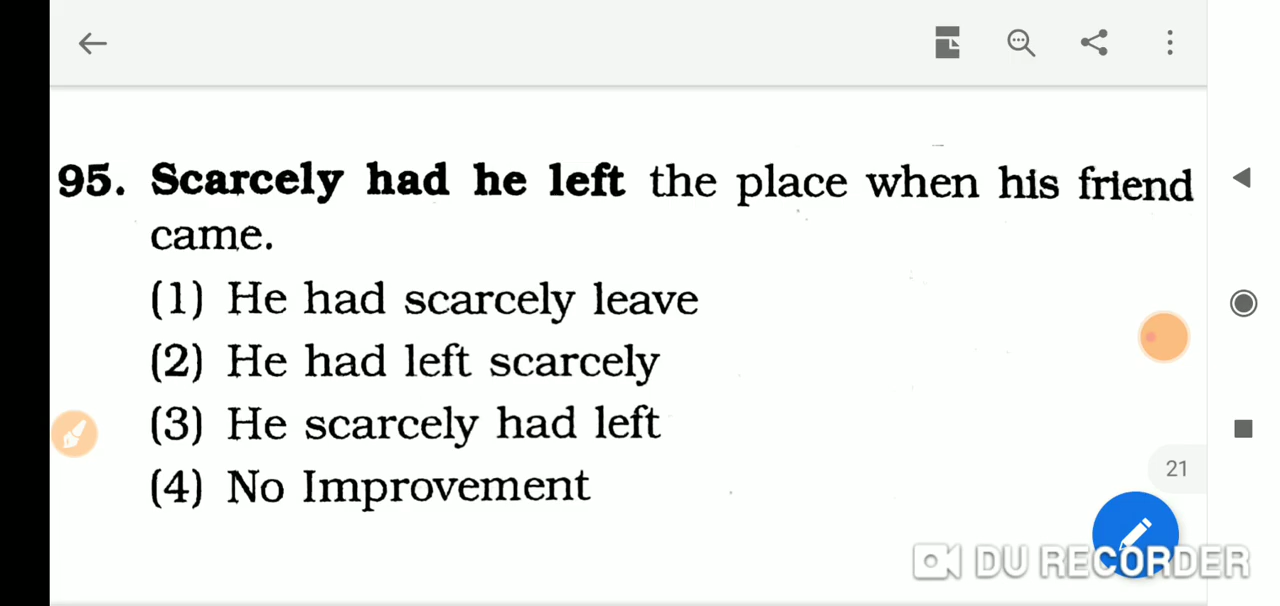 95. Scarcely had he left the place when his friend
came.
(1) He had scarcely leave
(2) He had left scarcely
(3) He scarcely had left
(4) No Improvement
21
DU RECORDER